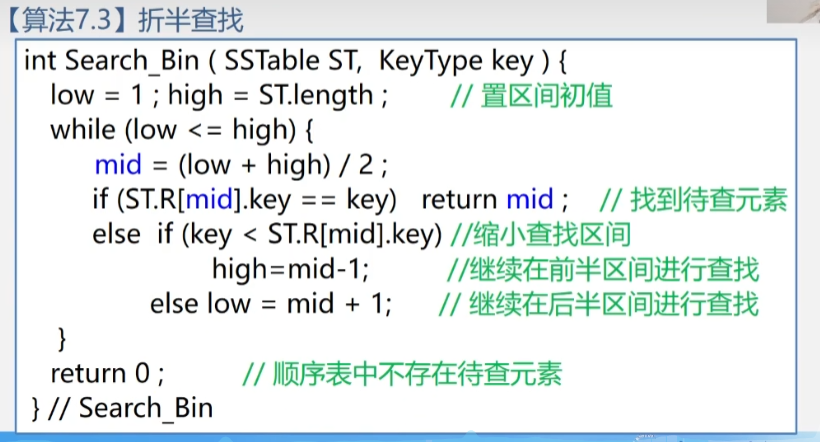 【算法7.3】折半查找
int Search_Bin ( SSTable ST, KeyType key ) {
low = 1 ; high = ST.length ; // 置区间初值
while (low <= high) {
mid = (low + high) / 2 ;
if (ST.R[mid].key == key) return mid ; // 找到待查元素
else if (key < ST.R[mid].key) //缩小查找区间
high=mid-1; //继续在前半区间进行查找
else low = mid + 1; // 继续在后半区间进行查找
}
return 0 ; // 顺序表中不存在待查元素
} // Search_Bin